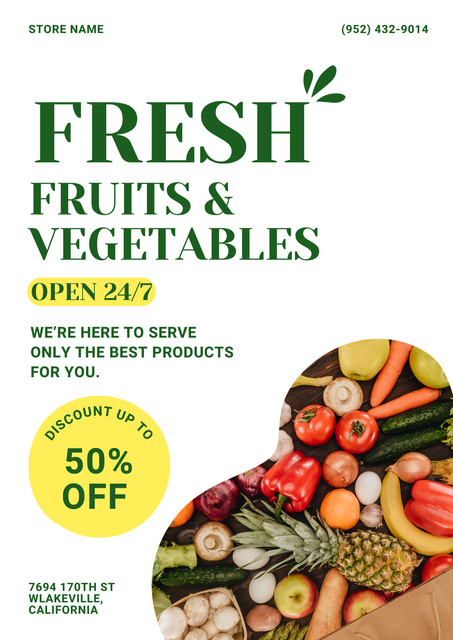 STORE NAME
(952) 432-9014
FRESH
FRUITS &
VEGETABLES
OPEN 24/7
WE’RE HERE TO SERVE
ONLY THE BEST PRODUCTS
FOR YOU.
DISCOUNT UP TO
50%
OFF
7694 170TH ST
WLAKEVILLE,
CALIFORNIA